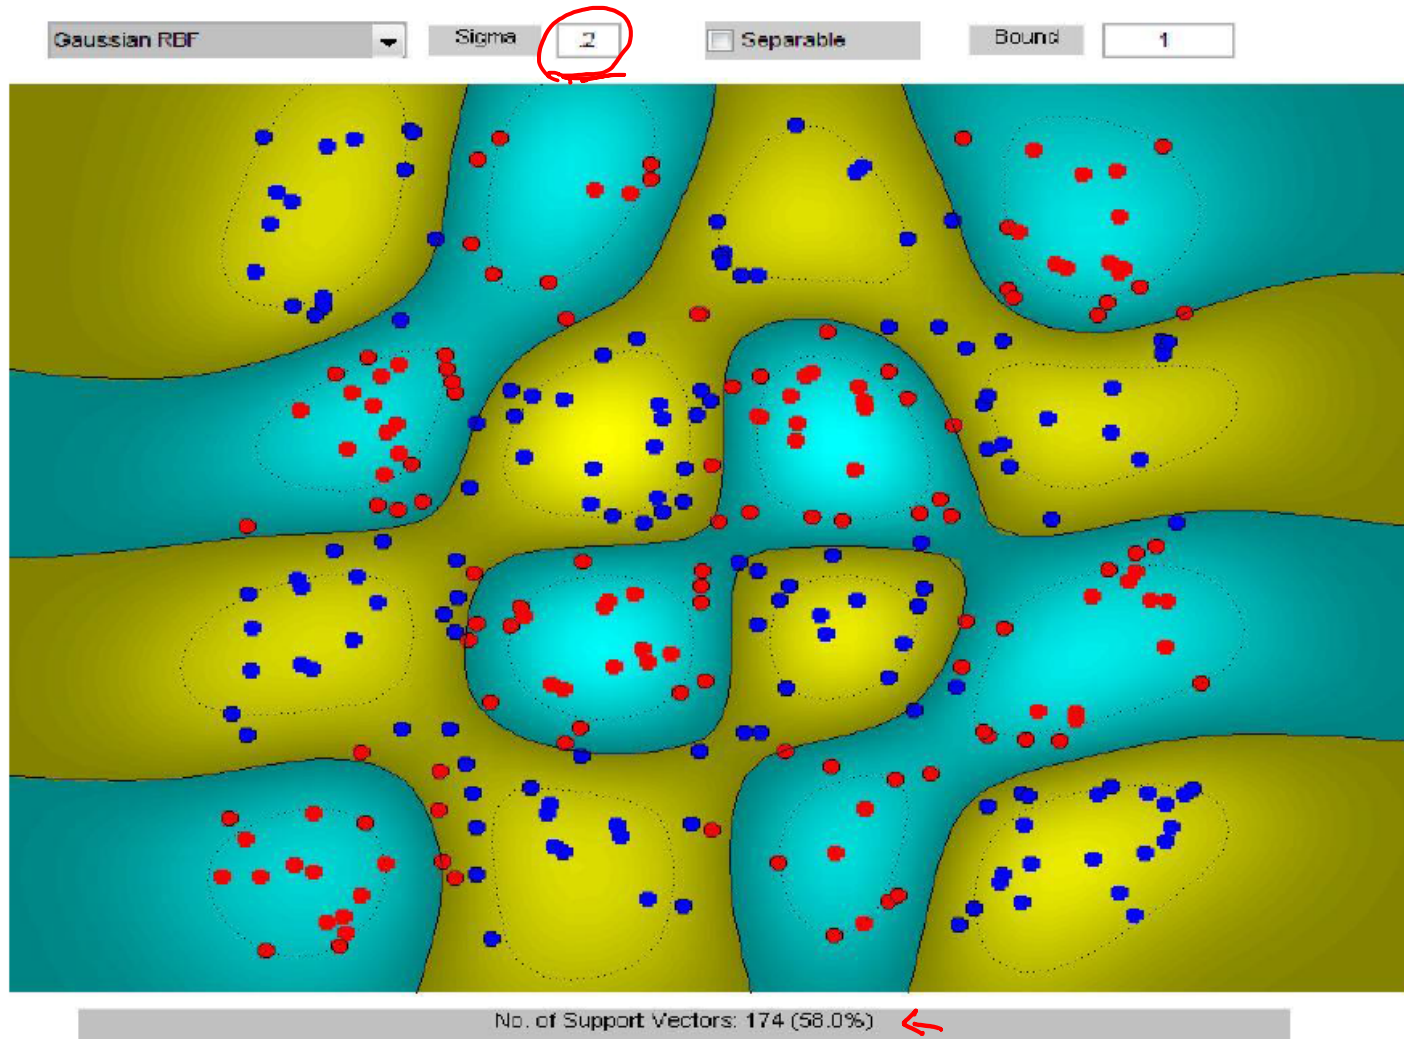 Gaussian RBF Sigma .2 Separable Bound 1
No. of Support Vectors: 174 (58.0%)